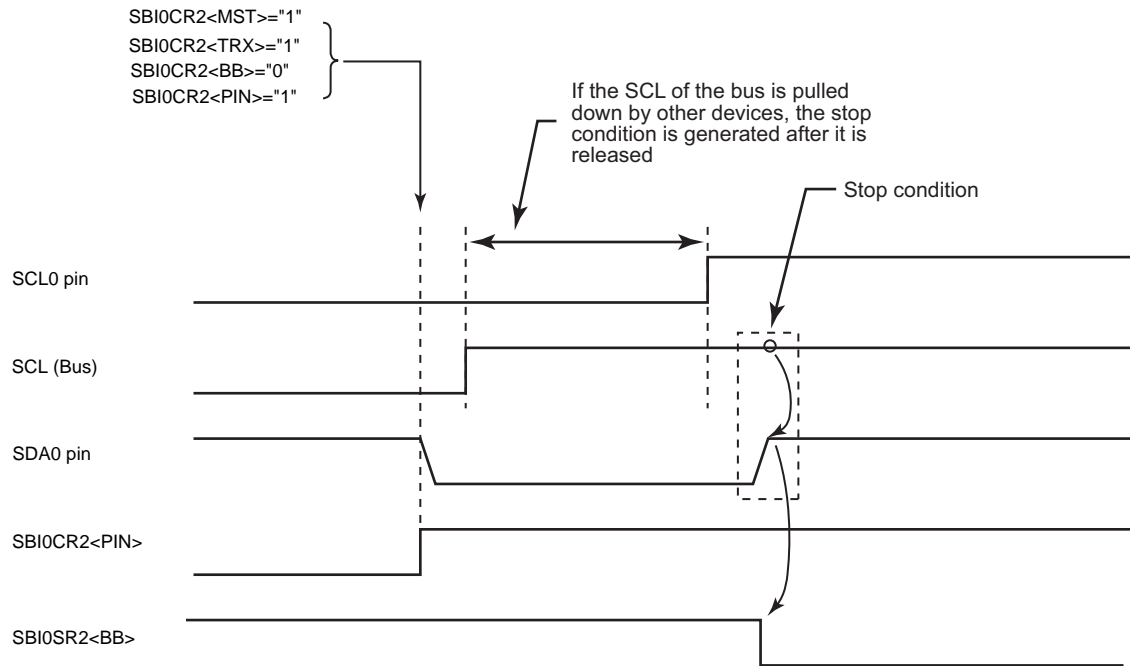 SBI0CR2<MST>="1"
SBI0CR2<TRX>="1"
SBI0CR2<BB>="0"
SBI0CR2<PIN>="1"
If the SCL of the bus is pulled
down by other devices, the stop
condition is generated after it is
released
Stop condition
SCL0 pin
SCL (Bus)
SDA0 pin
SBI0CR2<PIN>
SBI0SR2<BB>